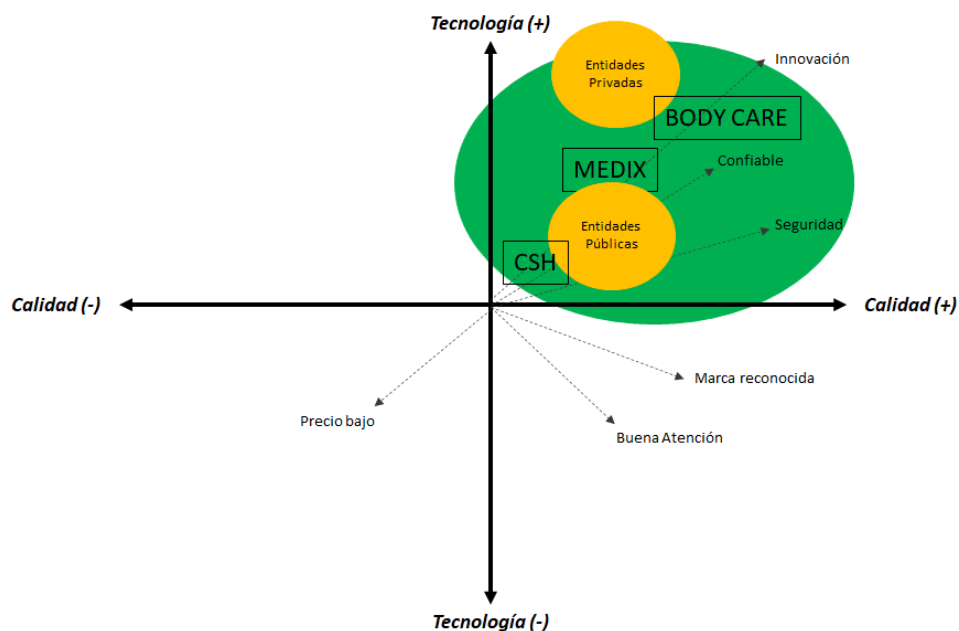 Tecnología (+)
Innovación
Entidades
Privadas
BODY CARE
Confiable
MEDIX
Seguridad
Entidades
Públicas
CSH
Calidad (-)
Calidad (+)
Marca reconocida
Precio bajo
Buena Atención
Tecnología (-)